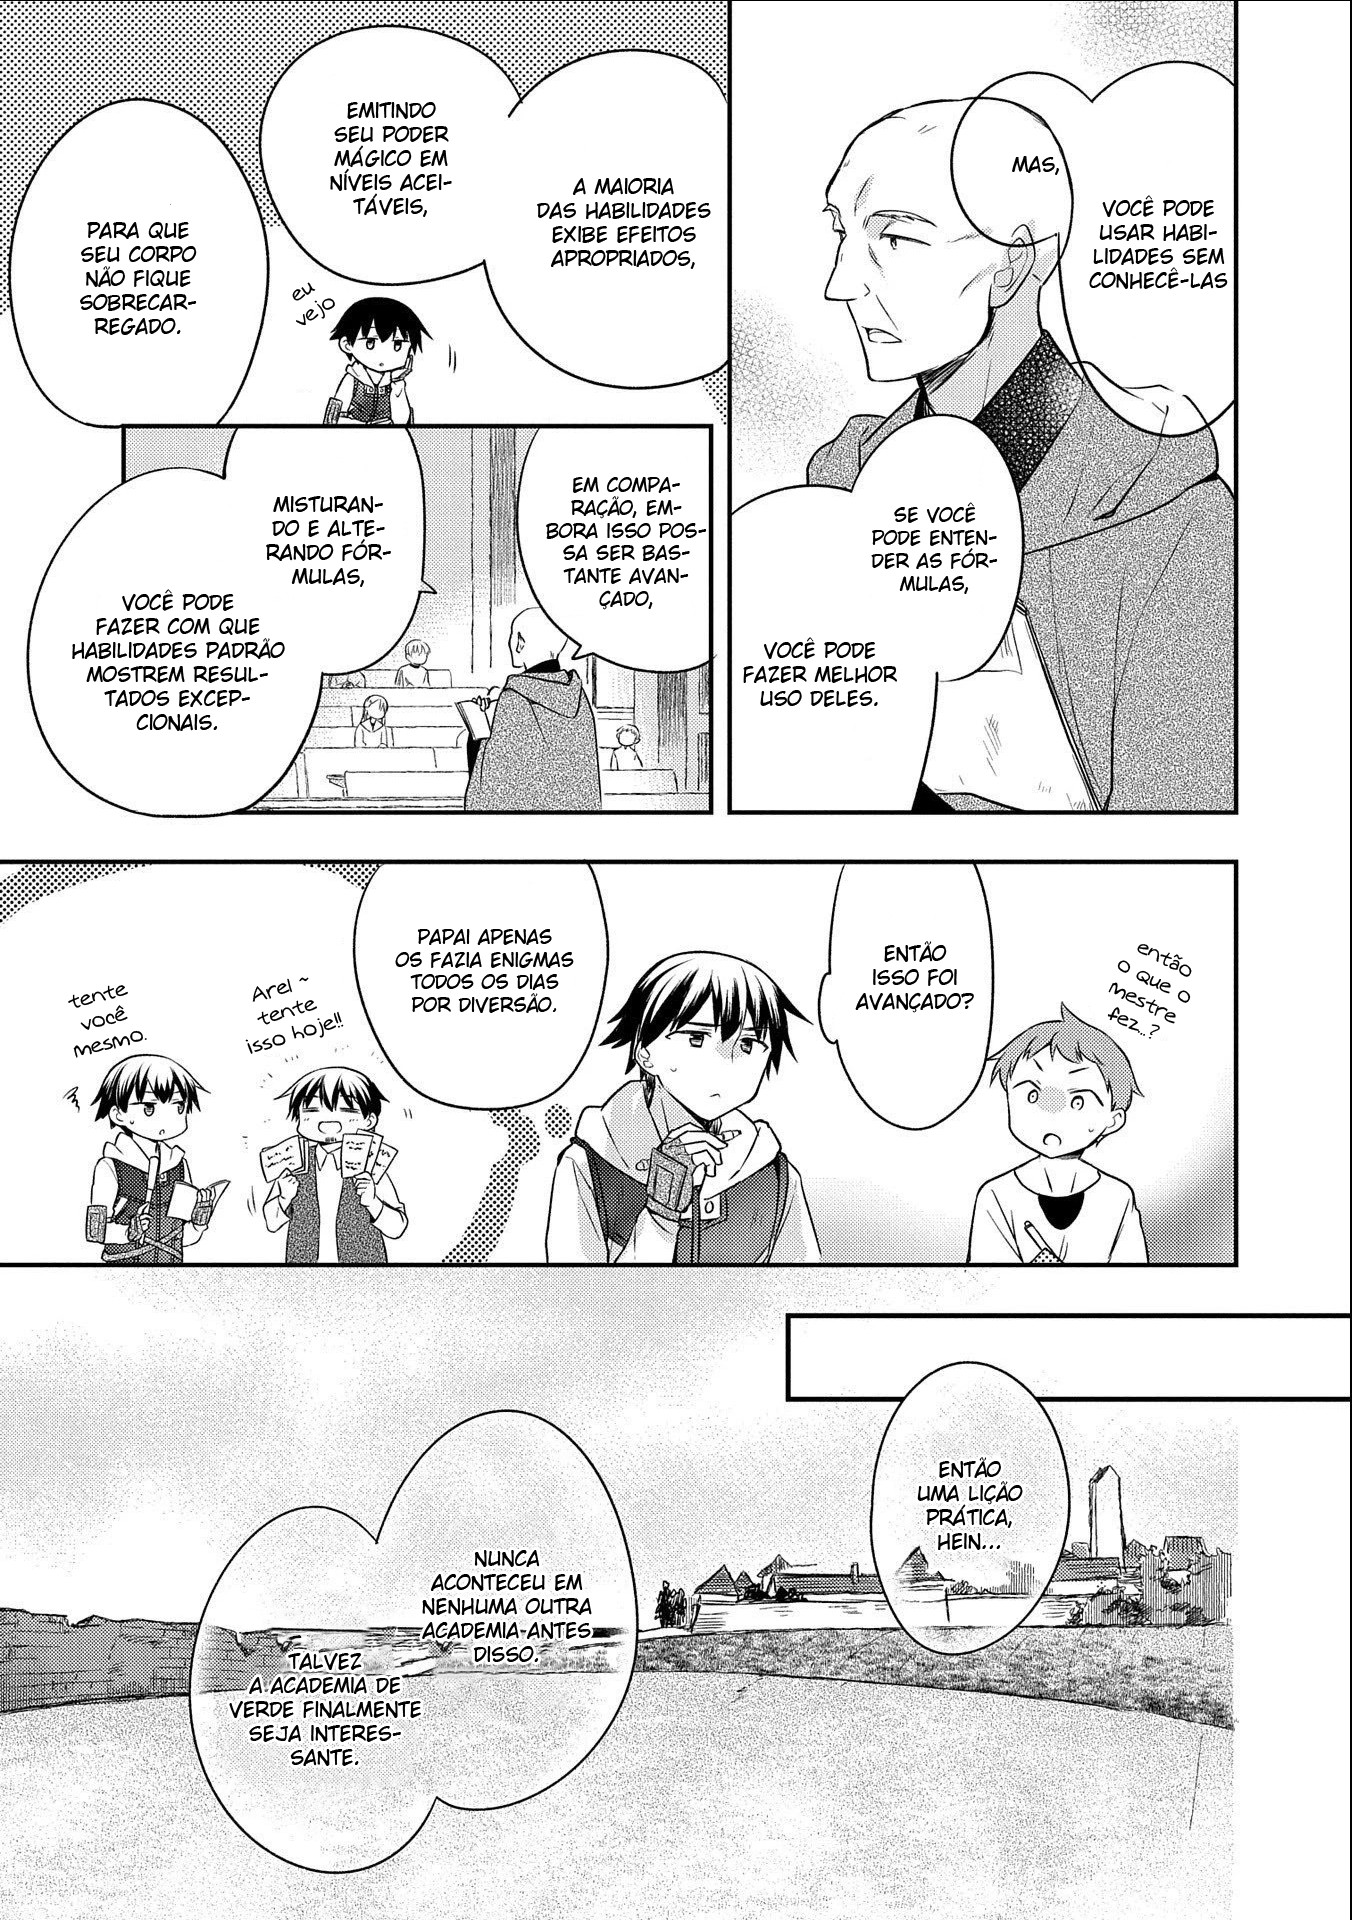 MAS,
VOCÊ PODE
USAR HABI-
LIDADES SEM
CONHECÊ-LAS
SE VOCÊ
PODE ENTEN-
DER AS FÓR-
MULAS,
VOCÊ PODE
FAZER MELHOR
USO DELES.
A MAIORIA
DAS HABILIDADES
EXIBE EFEITOS
APROPRIADOS,
EMITINDO
SEU PODER
MÁGICO EM
NÍVEIS ACEI-
TÁVEIS,
PARA QUE
SEU CORPO
NÃO FIQUE
SOBRECAR-
REGADO.
eu
vejo
EM COMPA-
RAÇÃO, EM-
BORA ISSO POS-
SA SER BAS-
TANTE AVAN-
ÇADO,
MISTURAN-
DO E ALTE-
RANDO FÓR-
MULAS,
VOCÊ PODE
FAZER COM QUE
HABILIDADES PADRÃO
MOSTREM RESUL-
TADOS EXCEP-
CIONAIS.
então
o que o
mestre
fez...?
ENTÃO
ISSO FOI
AVANÇADO?
PAPAI APENAS
OS FAZIA ENIGMAS
TODOS OS DIAS
POR DIVERSÃO.
Arel ~
tente
isso hoje!!
tente
você
mesmo.
ENTÃO
UMA LIÇÃO
PRÁTICA,
HEIN...
NUNCA
ACONTECEU EM
NENHUMA OUTRA
ACADEMIA ANTES
DISSO.
TALVEZ
A ACADEMIA DE
VERDE FINALMENTE
SEJA INTERES-
SANTE.